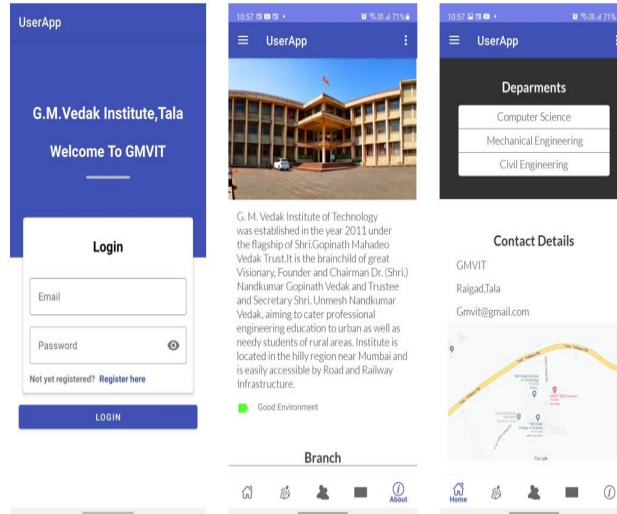 UserApp
G.M.Vedak Institute,Tala
Welcome To GMVIT
Login
Email
Password
Not yet registered? Register here
LOGIN
10:57
71%
UserApp
G. M. Vedak Institute of Technology
was established in the year 2011 under
the flagship of Shri.Gopinath Mahadeo
Vedak Trust.It is the brainchild of great
Visionary, Founder and Chairman Dr. (Shri.)
Nandkumar Gopinath Vedak and Trustee
and Secretary Shri. Unmesh Nandkumar
Vedak, aiming to cater professional
engineering education to urban as well as
needy students of rural areas. Institute is
located in the hilly region near Mumbai and
is easily accessible by Road and Railway
Infrastructure.
Good Environment
Branch
About
10:57
71%
UserApp
Deparments
Computer Science
Mechanical Engineering
Civil Engineering
Contact Details
GMVIT
Raigad,Tala
Gmvit@gmail.com
Google
Home